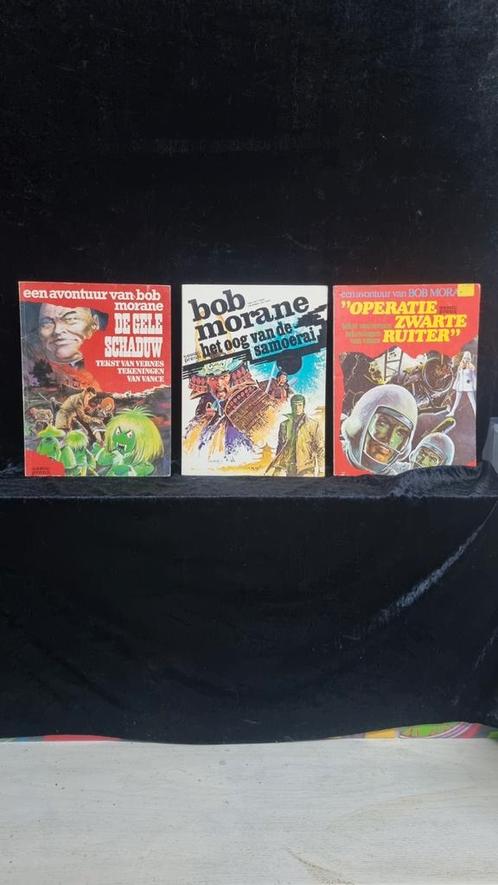 een avontuur van bob
morane
DE GELE
SCHADUW
TEKST VAN VERNES
TEKENINGEN
VAN VANCE
bob
morane
het oog van de
samoerai
een avontuur van BOB MORA
"OPERATIE
ZWARTE
RUITER"